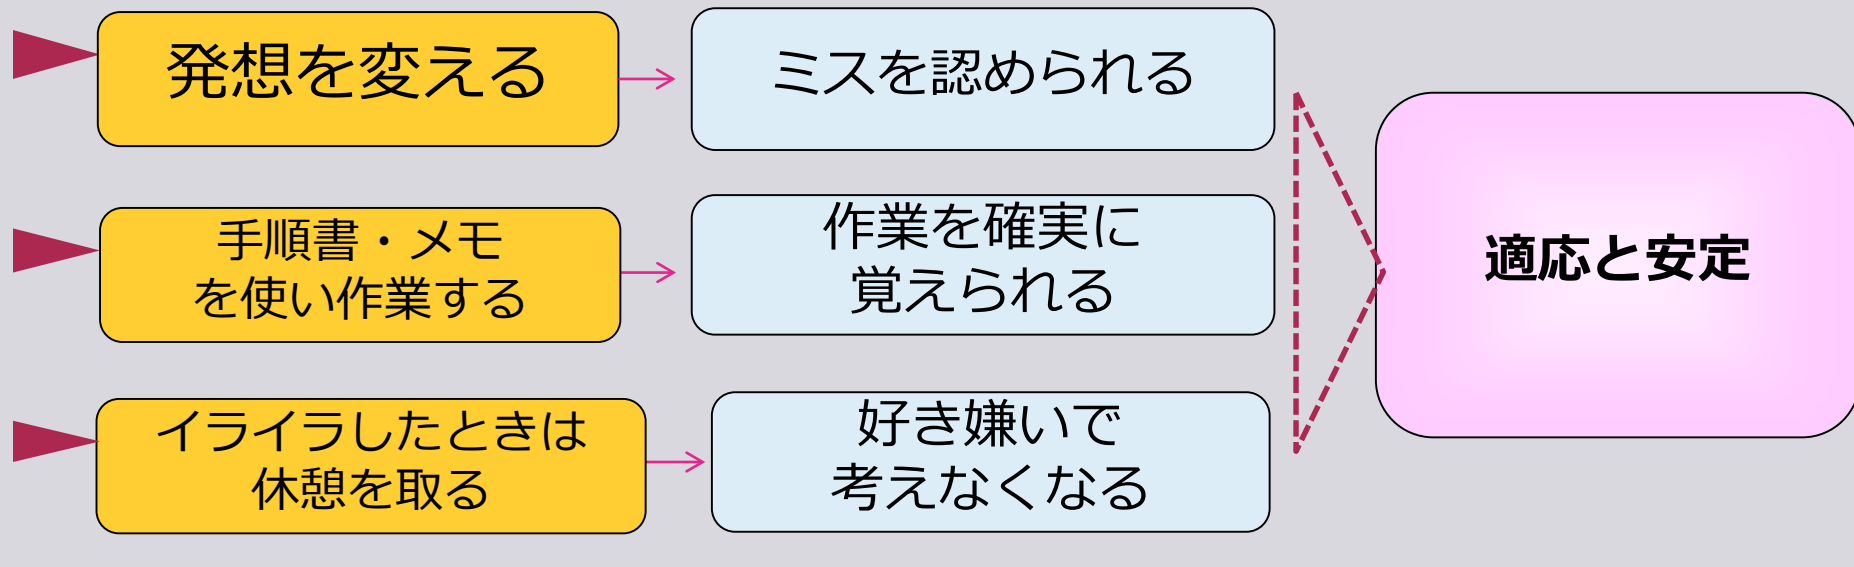 発想を変える
ミスを認められる
手順書・メモ
を使い作業する
作業を確実に
覚えられる
イライラしたときは
休憩を取る
好き嫌いで
考えなくなる
適応と安定